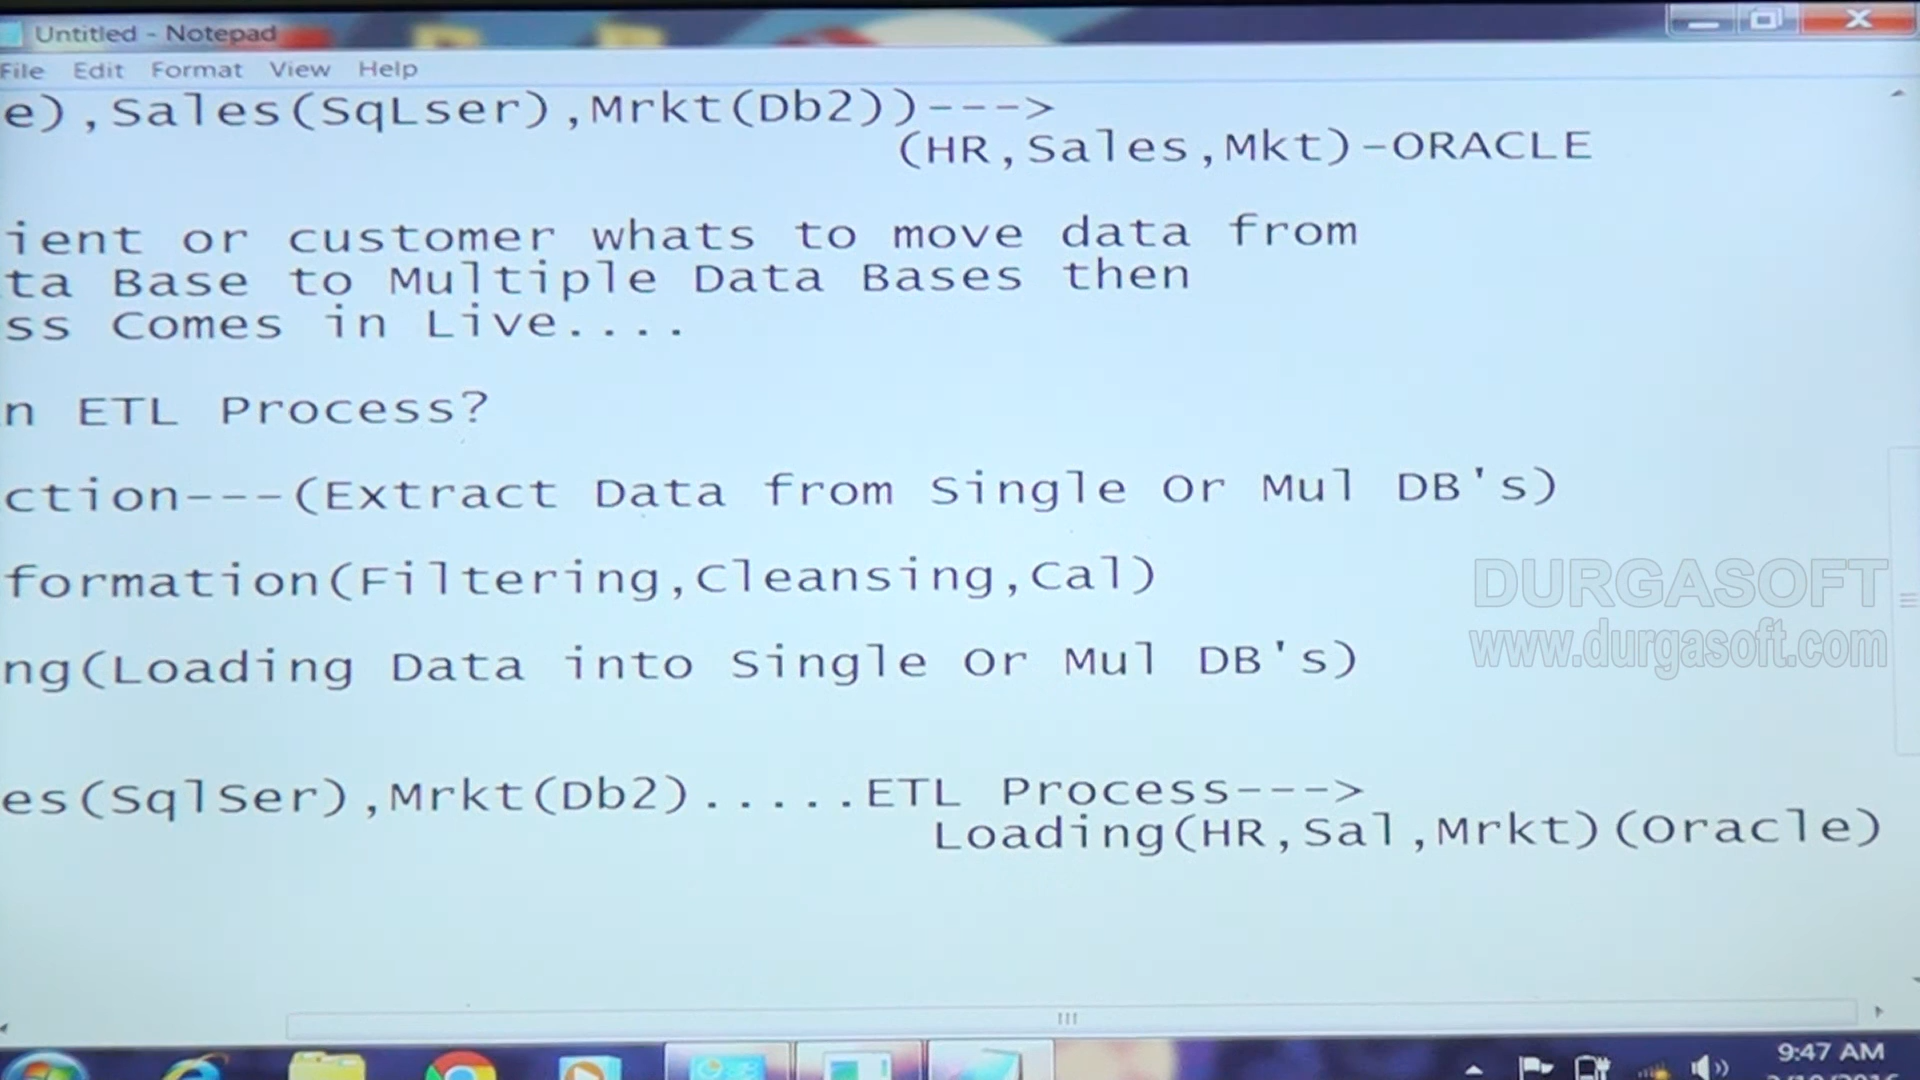 Untitled - Notepad
File Edit Format View Help
e),Sales(SqLser),Mrkt(Db2))--->
(HR,Sales,Mkt)-ORACLE
ient or customer whats to move data from
ta Base to Multiple Data Bases then
ss Comes in Live....
n ETL Process?
ction---(Extract Data from Single Or Mul DB's)
formation(Filtering,Cleansing,Cal)
ng(Loading Data into Single Or Mul DB's)
es(SqlSer),Mrkt(Db2).....ETL Process--->
Loading(HR,Sal,Mrkt)(Oracle)
DURGASOFT
www.durgasoft.com
9:47 AM